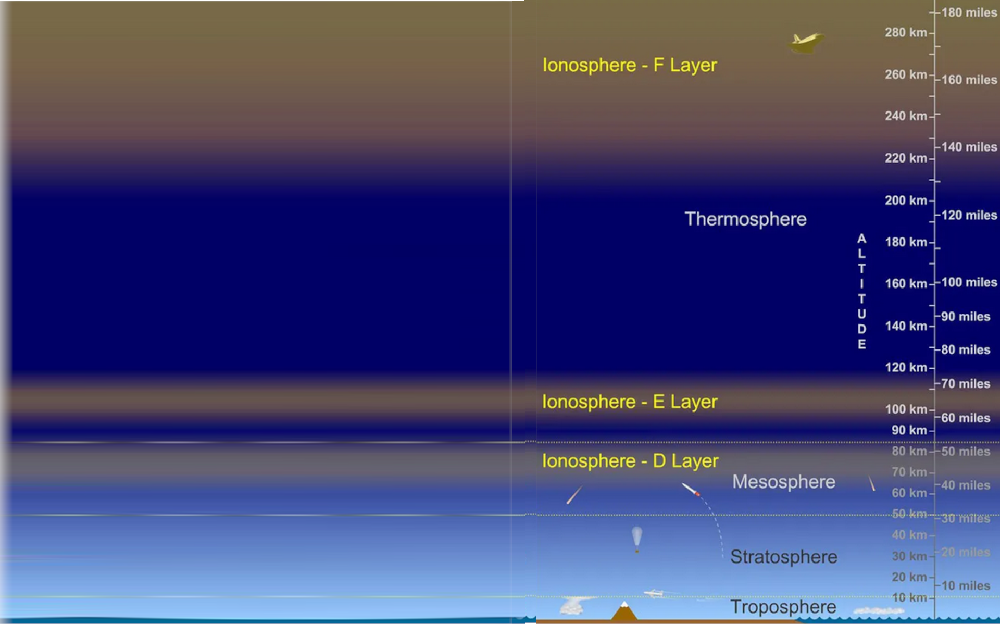 180 miles
280 km
Ionosphere - F Layer
260 km
160 miles
240 km
140 miles
220 km
200 km
120 miles
Thermosphere
ALTITUDE
180 km
160 km
100 miles
90 miles
140 km
80 miles
120 km
70 miles
Ionosphere - E Layer
100 km
60 miles
90 km
80 km
50 miles
Ionosphere - D Layer
70 km
Mesosphere
40 miles
60 km
50 km
30 miles
40 km
20 miles
Stratosphere
30 km
20 km
10 miles
10 km
Troposphere